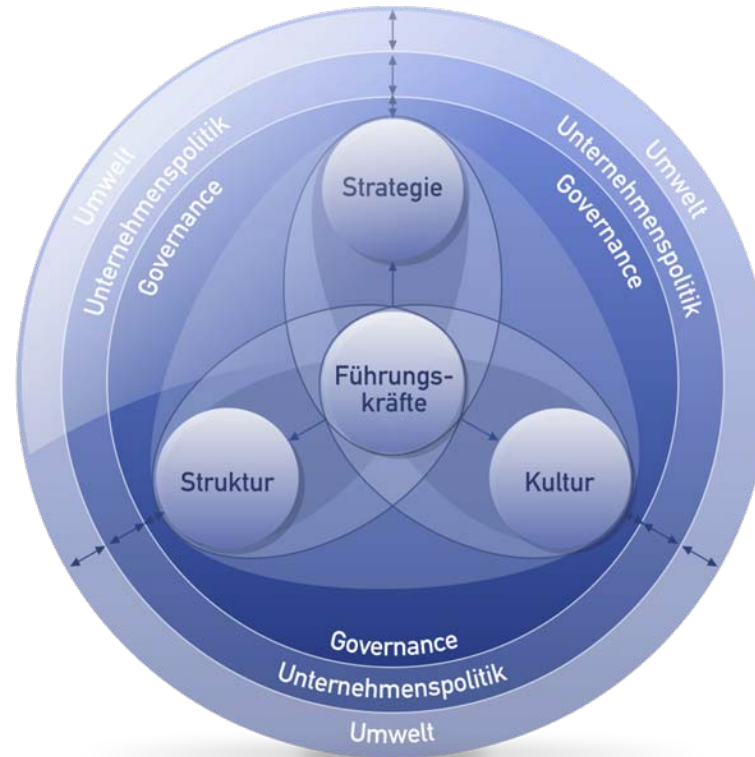 Umwelt
Unternehmenspolitik
Governance
Umwelt
Unternehmenspolitik
Governance
Strategie
Führungs-
kräfte
Struktur
Kultur
Governance
Unternehmenspolitik
Umwelt